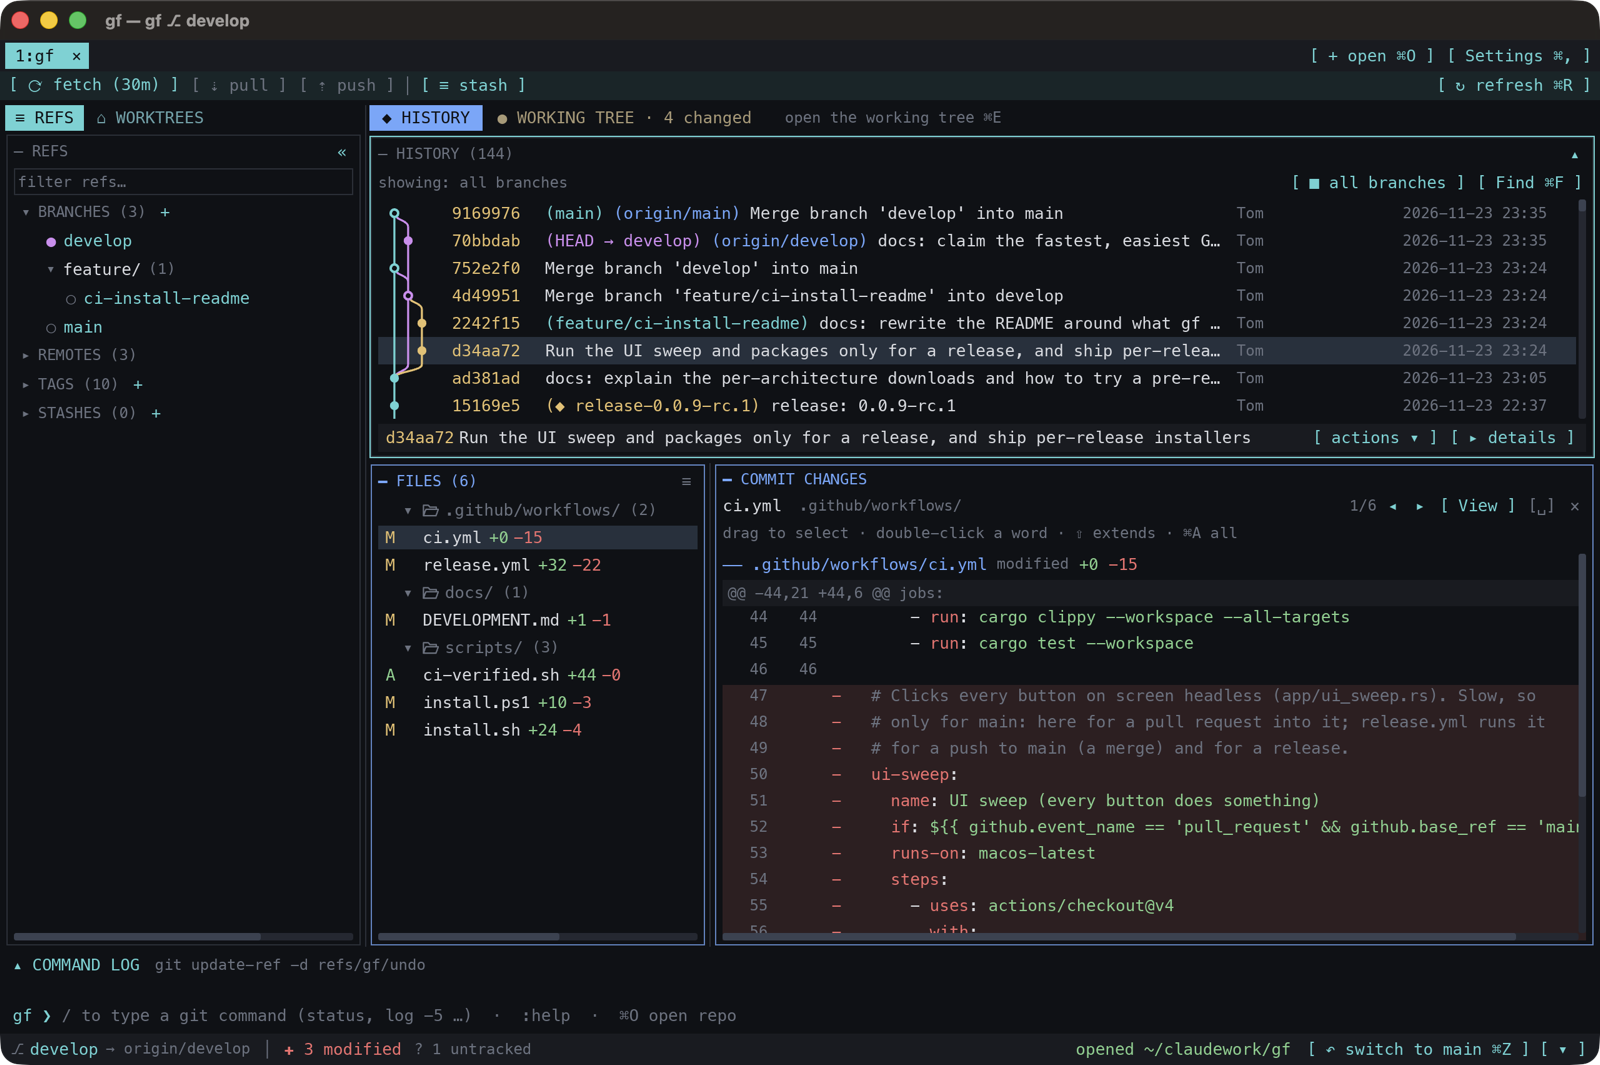 gf — gf ⎇ develop
1:gf × [ + open ⌘O ] [ Settings ⌘, ]
[ ⟳ fetch (30m) ] [ ⇣ pull ] [ ⇡ push ] │ [ ≡ stash ] [ ↻ refresh ⌘R ]
≡ REFS ⌂ WORKTREES
◆ HISTORY ● WORKING TREE · 4 changed open the working tree ⌘E
— REFS «
filter refs…
▾ BRANCHES (3) +
● develop
▾ feature/ (1)
○ ci-install-readme
○ main
▸ REMOTES (3)
▸ TAGS (10) +
▸ STASHES (0) +
— HISTORY (144) ▴
showing: all branches [ ■ all branches ] [ Find ⌘F ]
9169976 (main) (origin/main) Merge branch 'develop' into main Tom 2026-11-23 23:35
70bbdab (HEAD → develop) (origin/develop) docs: claim the fastest, easiest G… Tom 2026-11-23 23:35
752e2f0 Merge branch 'develop' into main Tom 2026-11-23 23:24
4d49951 Merge branch 'feature/ci-install-readme' into develop Tom 2026-11-23 23:24
2242f15 (feature/ci-install-readme) docs: rewrite the README around what gf … Tom 2026-11-23 23:24
d34aa72 Run the UI sweep and packages only for a release, and ship per-relea… Tom 2026-11-23 23:24
ad381ad docs: explain the per-architecture downloads and how to try a pre-re… Tom 2026-11-23 23:05
15169e5 (◆ release-0.0.9-rc.1) release: 0.0.9-rc.1 Tom 2026-11-23 22:37
d34aa72 Run the UI sweep and packages only for a release, and ship per-release installers [ actions ▾ ] [ ▸ details ]
— FILES (6) ≡
▾ .github/workflows/ (2)
M ci.yml +0 -15
M release.yml +32 -22
▾ docs/ (1)
M DEVELOPMENT.md +1 -1
▾ scripts/ (3)
A ci-verified.sh +44 -0
M install.ps1 +10 -3
M install.sh +24 -4
— COMMIT CHANGES
ci.yml .github/workflows/ 1/6 ◂ ▸ [ View ] [␣] ×
drag to select · double-click a word · ⇧ extends · ⌘A all
—— .github/workflows/ci.yml modified +0 -15
@@ -44,21 +44,6 @@ jobs:
44 44 - run: cargo clippy --workspace --all-targets
45 45 - run: cargo test --workspace
46 46
47 - # Clicks every button on screen headless (app/ui_sweep.rs). Slow, so
48 - # only for main: here for a pull request into it; release.yml runs it
49 - # for a push to main (a merge) and for a release.
50 - ui-sweep:
51 - name: UI sweep (every button does something)
52 - if: ${{ github.event_name == 'pull_request' && github.base_ref == 'main
53 - runs-on: macos-latest
54 - steps:
55 - - uses: actions/checkout@v4
56 - with:
▴ COMMAND LOG git update-ref -d refs/gf/undo
gf ❯ / to type a git command (status, log -5 …) · :help · ⌘O open repo
⎇ develop → origin/develop │ ✚ 3 modified ? 1 untracked opened ~/claudework/gf [ ↶ switch to main ⌘Z ] [ ▾ ]